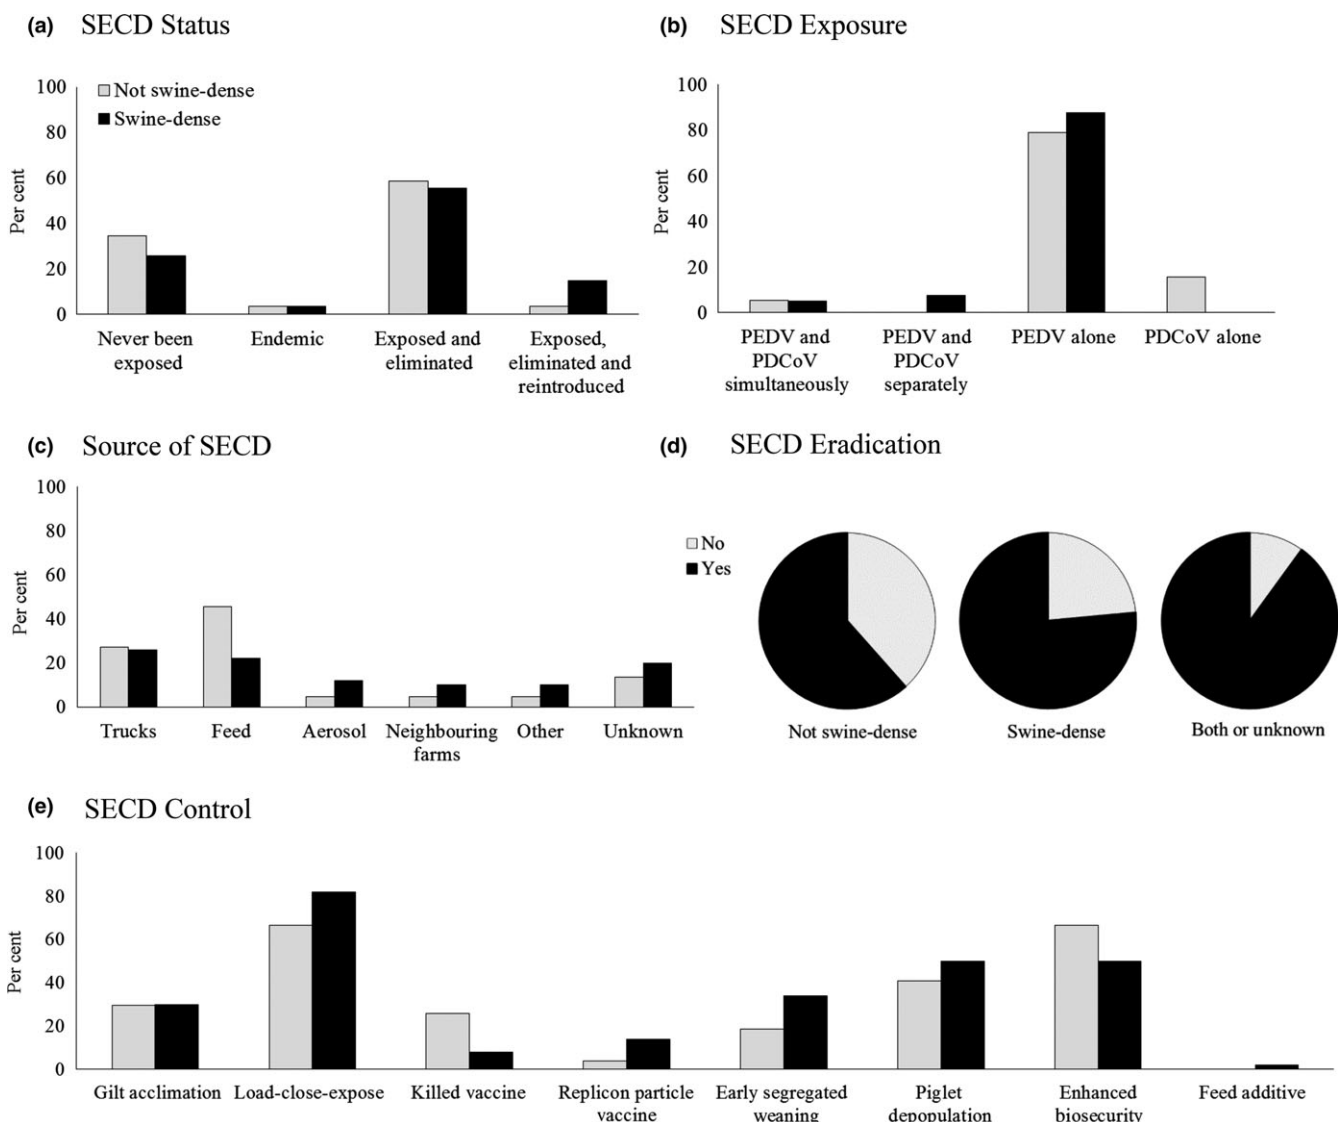 (a) SECD Status
100
80
60
40
20
0
Per cent
Not swine-dense
Swine-dense
Never been
exposed
Endemic
Exposed and
eliminated
Exposed,
eliminated and
reintroduced
(b) SECD Exposure
100
80
60
40
20
0
Per cent
PEDV and
PDCoV
simultaneously
PEDV and
PDCoV
separately
PEDV alone
PDCoV alone
(c) Source of SECD
100
80
60
40
20
0
Per cent
Trucks
Feed
Aerosol
Neighbouring
farms
Other
Unknown
(d) SECD Eradication
No
Yes
Not swine-dense
Swine-dense
Both or unknown
(e) SECD Control
100
80
60
40
20
0
Per cent
Gilt acclimation
Load-close-expose
Killed vaccine
Replicon particle
vaccine
Early segregated
weaning
Piglet
depopulation
Enhanced
biosecurity
Feed additive